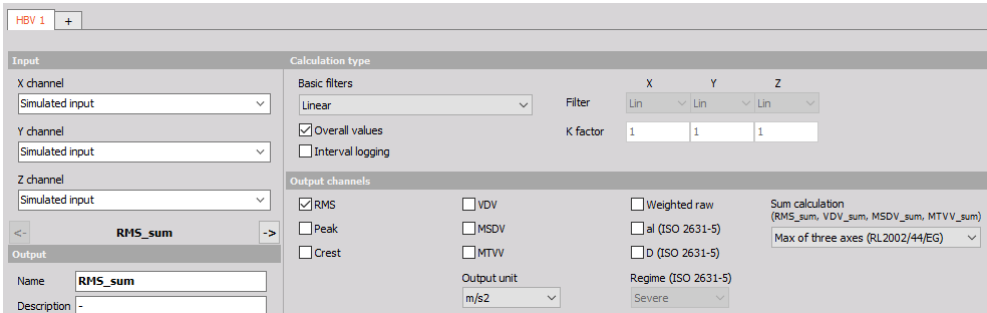 HBV 1 +
Input
X channel
Simulated input
Y channel
Simulated input
Z channel
Simulated input
<- RMS_sum ->
Output
Name RMS_sum
Description -
Calculation type
Basic filters
Linear
Overall values
Interval logging
X Y Z
Filter Lin Lin Lin
K factor 1 1 1
Output channels
RMS
Peak
Crest
VDV
MSDV
MTVV
Output unit
m/s2
Weighted raw
al (ISO 2631-5)
D (ISO 2631-5)
Regime (ISO 2631-5)
Severe
Sum calculation
(RMS_sum, VDV_sum, MSDV_sum, MTVV_sum)
Max of three axes (RL2002/44/EG)